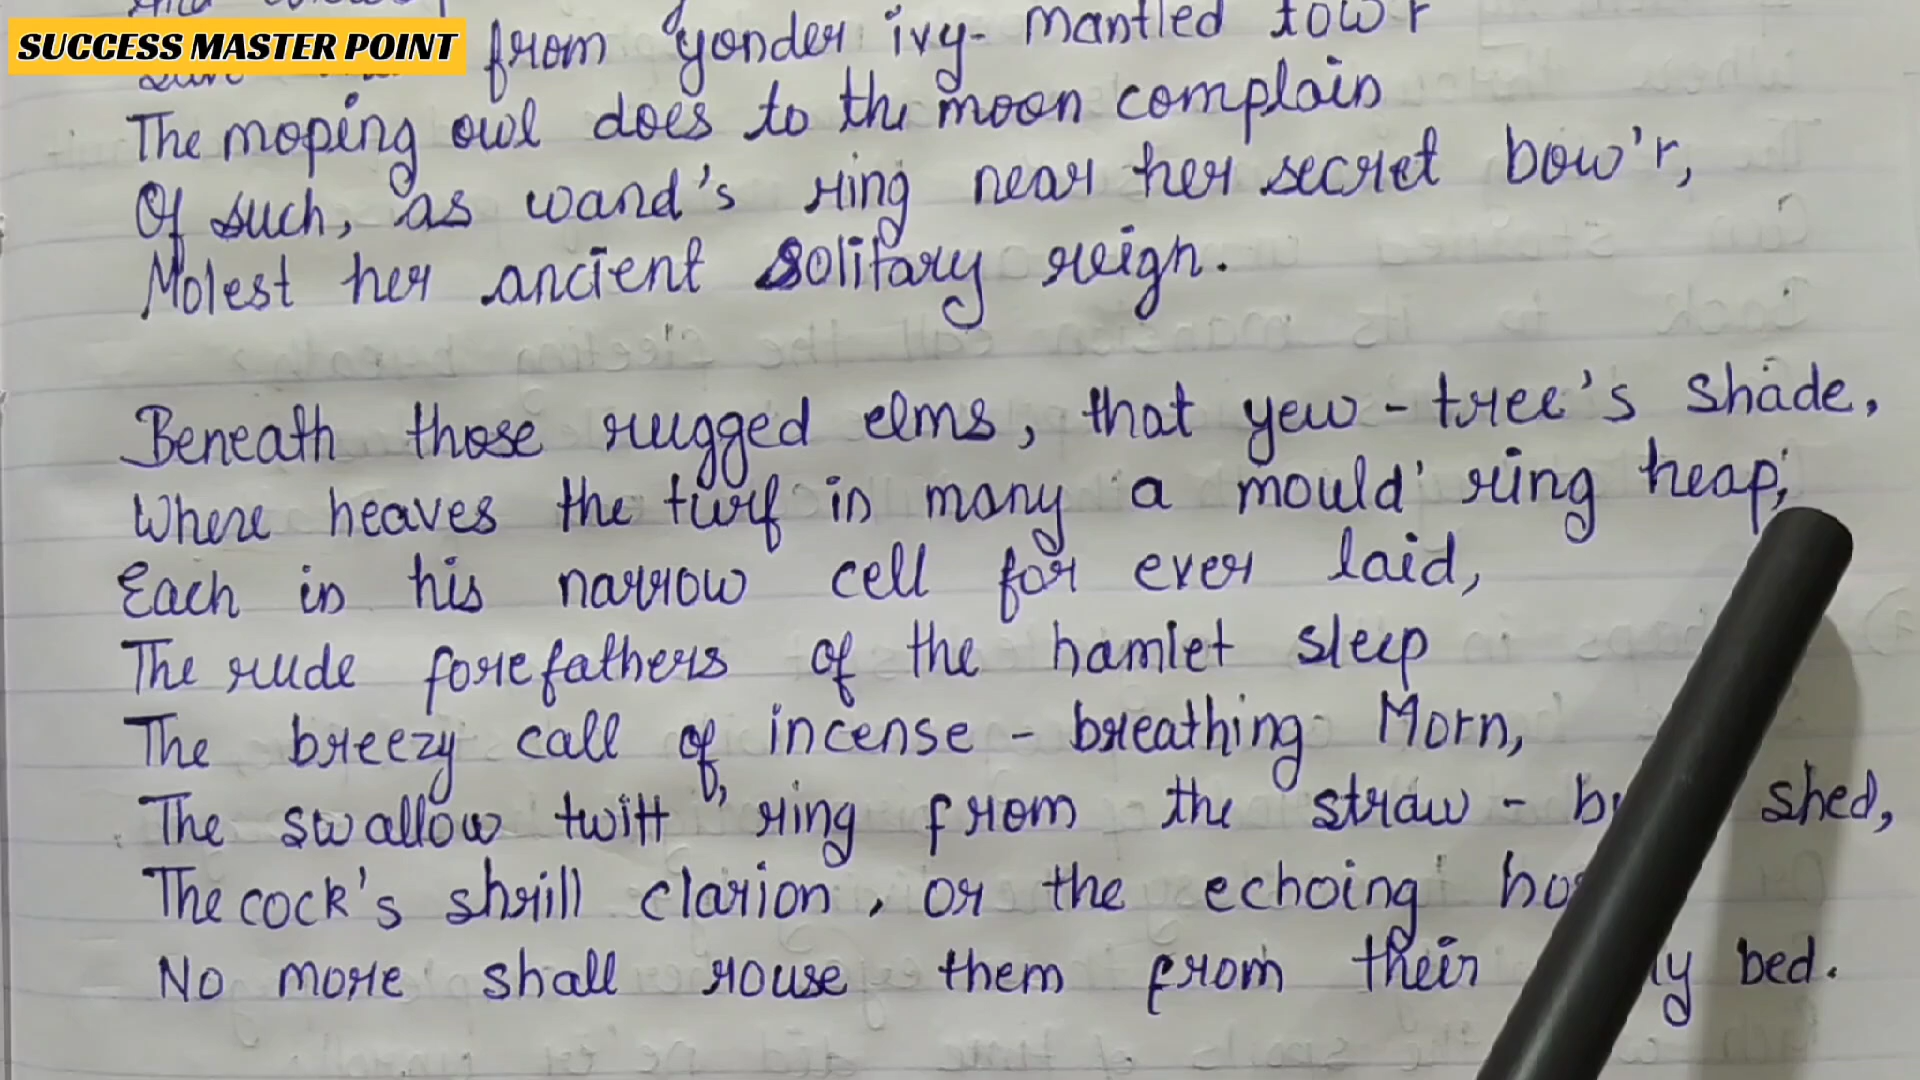 SUCCESS MASTER POINT
from yonder ivy- mantled tow'r
The moping owl does to the moon complain
Of such, as wand's ring near her secret bow'r,
Molest her ancient solitary reign.
Beneath those rugged elms, that yew - tree's shade,
Where heaves the turf in many a mould' ring heap,
Each in his narrow cell for ever laid,
The rude forefathers of the hamlet sleep
The breezy call of incense - breathing Morn,
The swallow twitt 'ring from the straw - shed,
The cock's shrill clarion, or the echoing
No more shall rouse them from their bed.